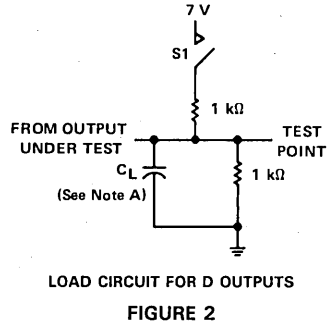 7 V
S1
1 kΩ
FROM OUTPUT
UNDER TEST
TEST
POINT
CL
(See Note A)
1 kΩ
LOAD CIRCUIT FOR D OUTPUTS
FIGURE 2